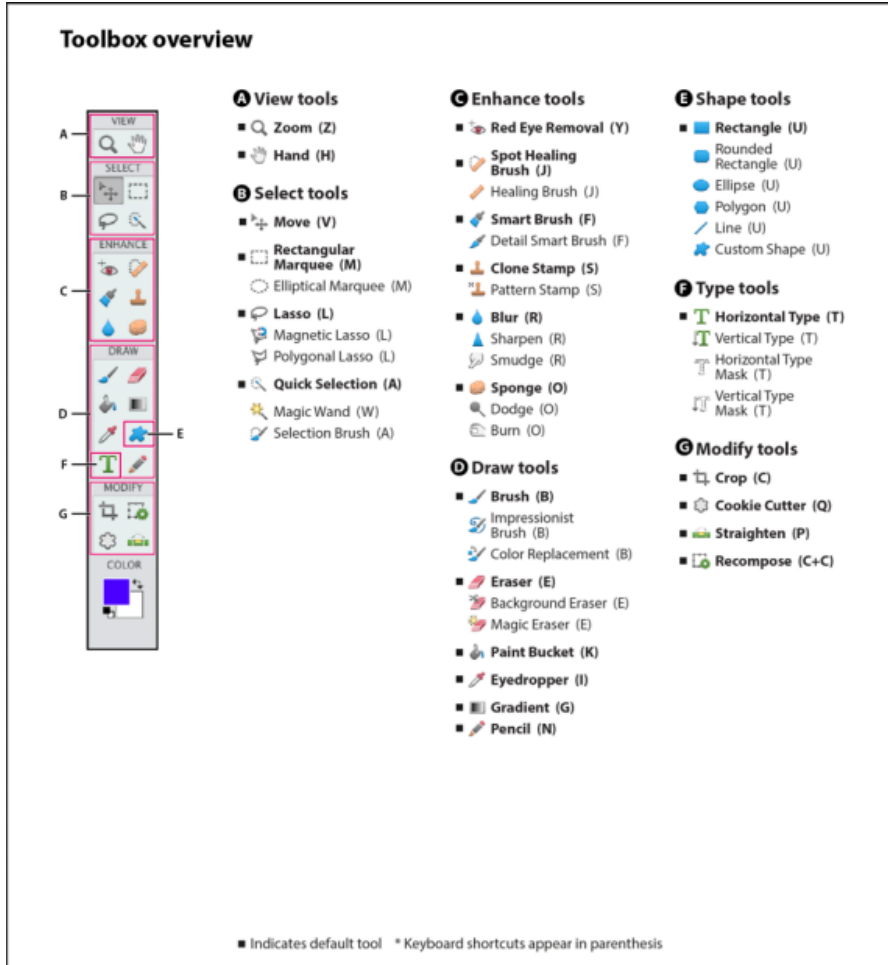 Toolbox overview
VIEW
A
SELECT
B
ENHANCE
C
DRAW
D
E
F
MODIFY
G
COLOR
A View tools
■ Zoom (Z)
■ Hand (H)
B Select tools
■ Move (V)
■ Rectangular
Marquee (M)
Elliptical Marquee (M)
■ Lasso (L)
Magnetic Lasso (L)
Polygonal Lasso (L)
■ Quick Selection (A)
Magic Wand (W)
Selection Brush (A)
C Enhance tools
■ Red Eye Removal (Y)
■ Spot Healing
Brush (J)
Healing Brush (J)
■ Smart Brush (F)
Detail Smart Brush (F)
■ Clone Stamp (S)
Pattern Stamp (S)
■ Blur (R)
Sharpen (R)
Smudge (R)
■ Sponge (O)
Dodge (O)
Burn (O)
D Draw tools
■ Brush (B)
Impressionist
Brush (B)
Color Replacement (B)
■ Eraser (E)
Background Eraser (E)
Magic Eraser (E)
■ Paint Bucket (K)
■ Eyedropper (I)
■ Gradient (G)
■ Pencil (N)
E Shape tools
■ Rectangle (U)
Rounded
Rectangle (U)
Ellipse (U)
Polygon (U)
Line (U)
Custom Shape (U)
F Type tools
■ T Horizontal Type (T)
T Vertical Type (T)
Horizontal Type
Mask (T)
Vertical Type
Mask (T)
G Modify tools
■ Crop (C)
■ Cookie Cutter (Q)
■ Straighten (P)
■ Recompose (C+C)
■ Indicates default tool * Keyboard shortcuts appear in parenthesis